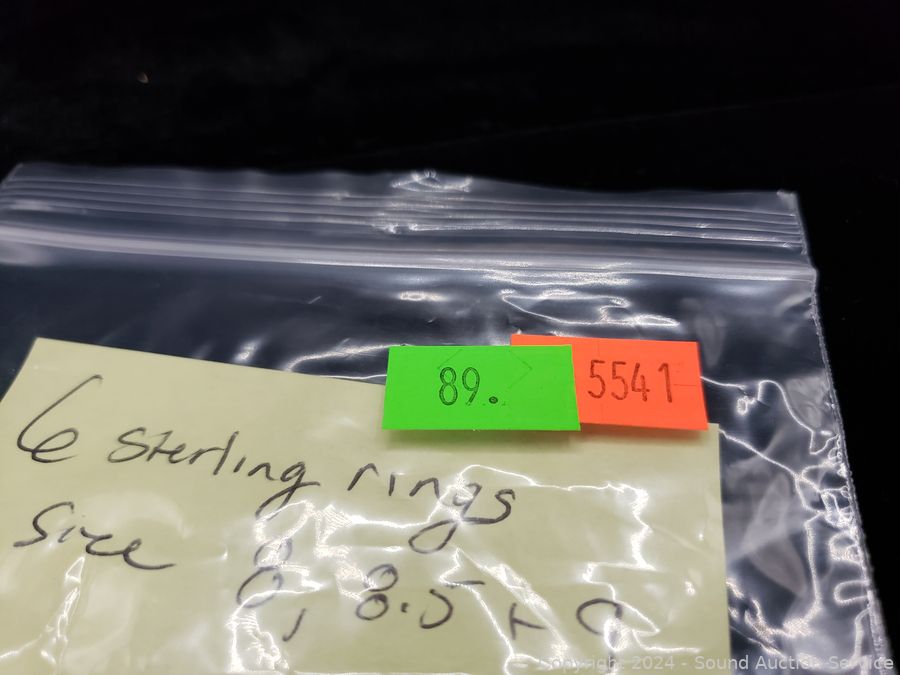 89.
5541
6 sterling rings
Size
8, 8.5 + 9
Copyright 2024 - Sound Auction Service